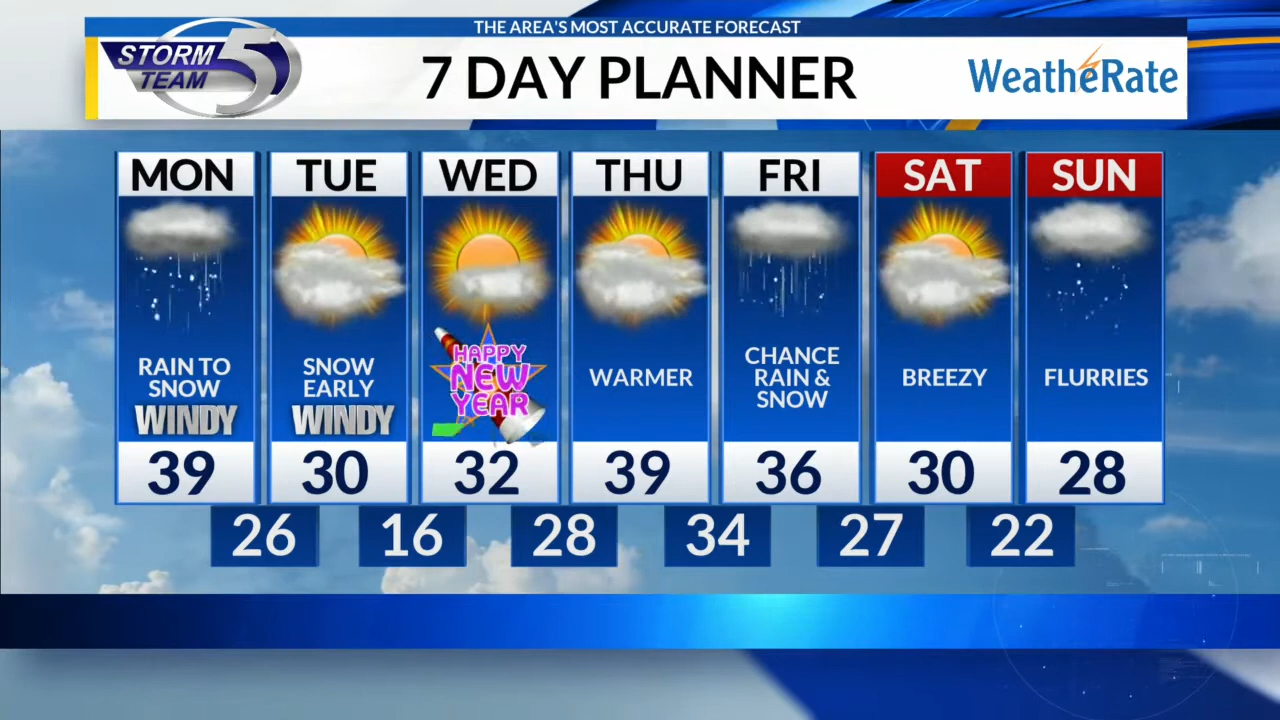 THE AREA'S MOST ACCURATE FORECAST
STORM
TEAM
5
7 DAY PLANNER
WeatheRate
MON
TUE
WED
THU
FRI
SAT
SUN
RAIN TO
SNOW
WINDY
SNOW
EARLY
WINDY
HAPPY
NEW
YEAR
WARMER
CHANCE
RAIN &
SNOW
BREEZY
FLURRIES
39
30
32
39
36
30
28
26
16
28
34
27
22